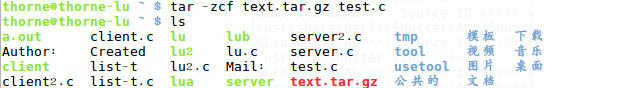 thorne@thorne-lu ~ $ tar -zcf text.tar.gz test.c
thorne@thorne-lu ~ $ ls
a.out client.c lu lub server2.c tmp 模板 下载
Author: Created lu2 lu.c server.c tool 视频 音乐
client list-t lu2.c Mail: test.c usetool 图片 桌面
client2.c list-t.c lua server text.tar.gz 公共的 文档